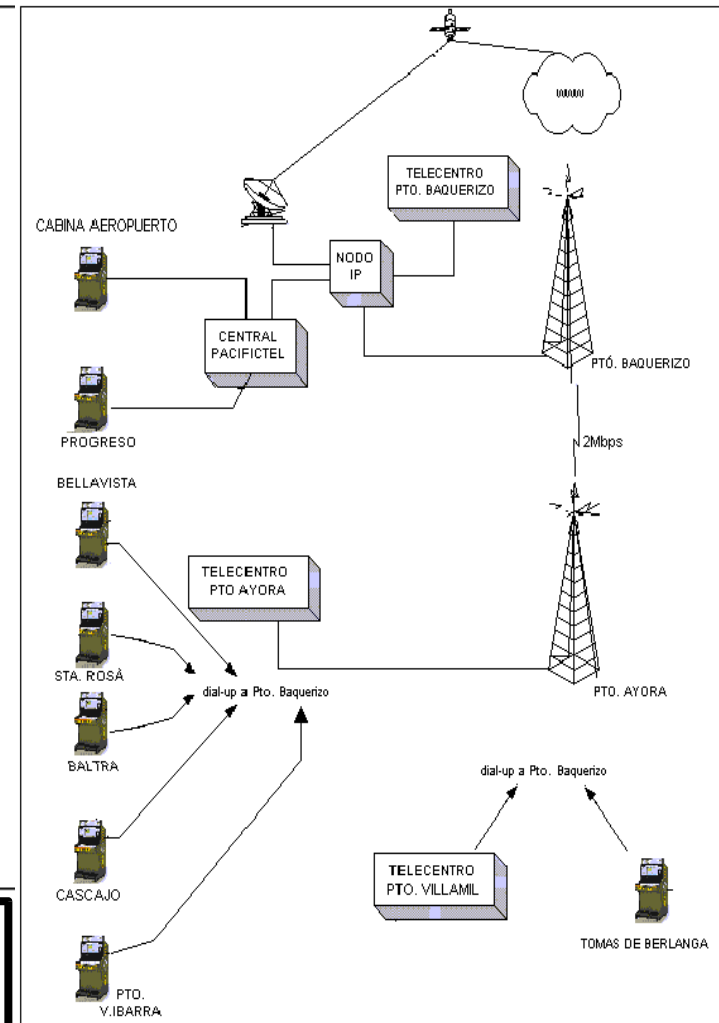 WWW
TELECENTRO
PTO. BAQUERIZO
CABINA AEROPUERTO
NODO
IP
CENTRAL
PACIFICTEL
PTÓ. BAQUERIZO
PROGRESO
2Mbps
BELLAVISTA
TELECENTRO
PTO AYORA
STA. ROSÀ
dial-up a Pto. Baquerizo
PTO. AYORA
BALTRA
dial-up a Pto. Baquerizo
TELECENTRO
PTO. VILLAMIL
CASCAJO
TOMAS DE BERLANGA
PTO.
V.IBARRA